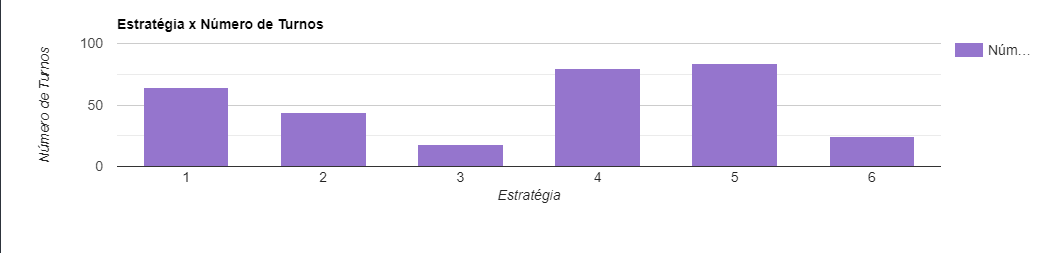 Estratégia x Número de Turnos
100
50
0
Número de Turnos
1 2 3 4 5 6
Estratégia
Núm...